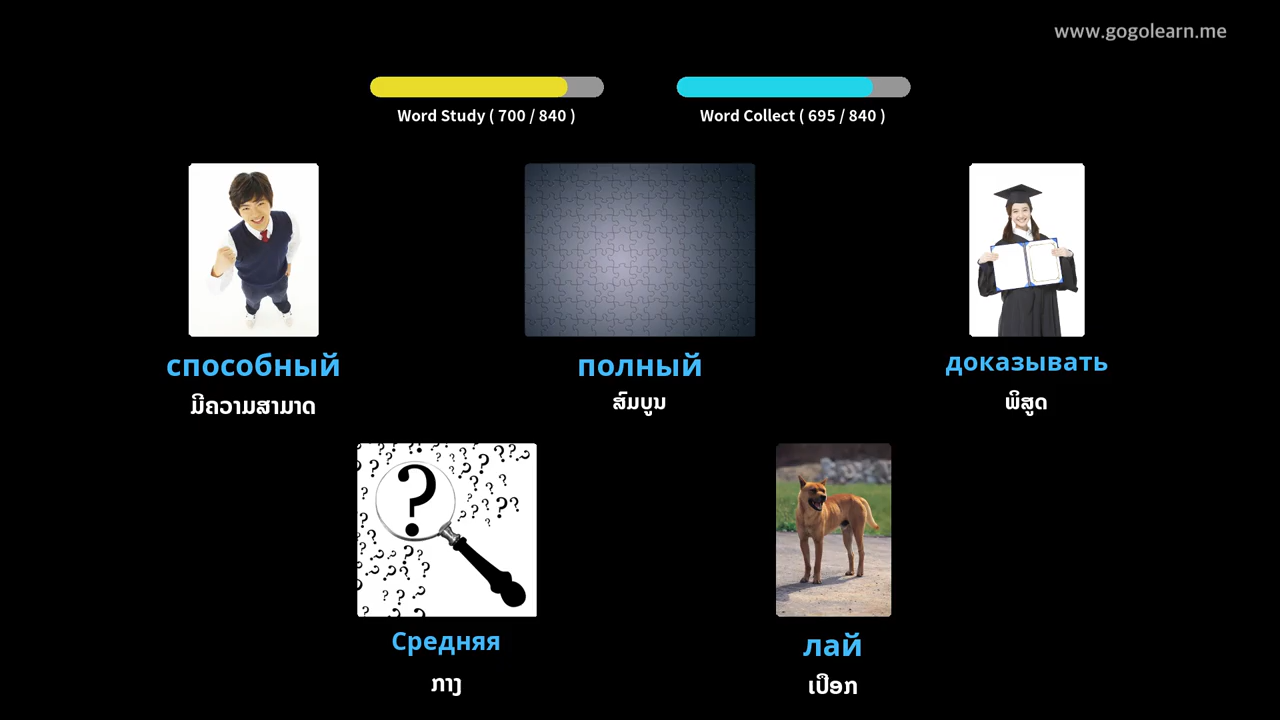 www.gogolearn.me
Word Study ( 700 / 840 )
Word Collect ( 695 / 840 )
способный
ມີຄວາມສາມາດ
полный
ສົມບູນ
доказывать
ພິສູດ
Средняя
ກາງ
лай
ເປືອກ